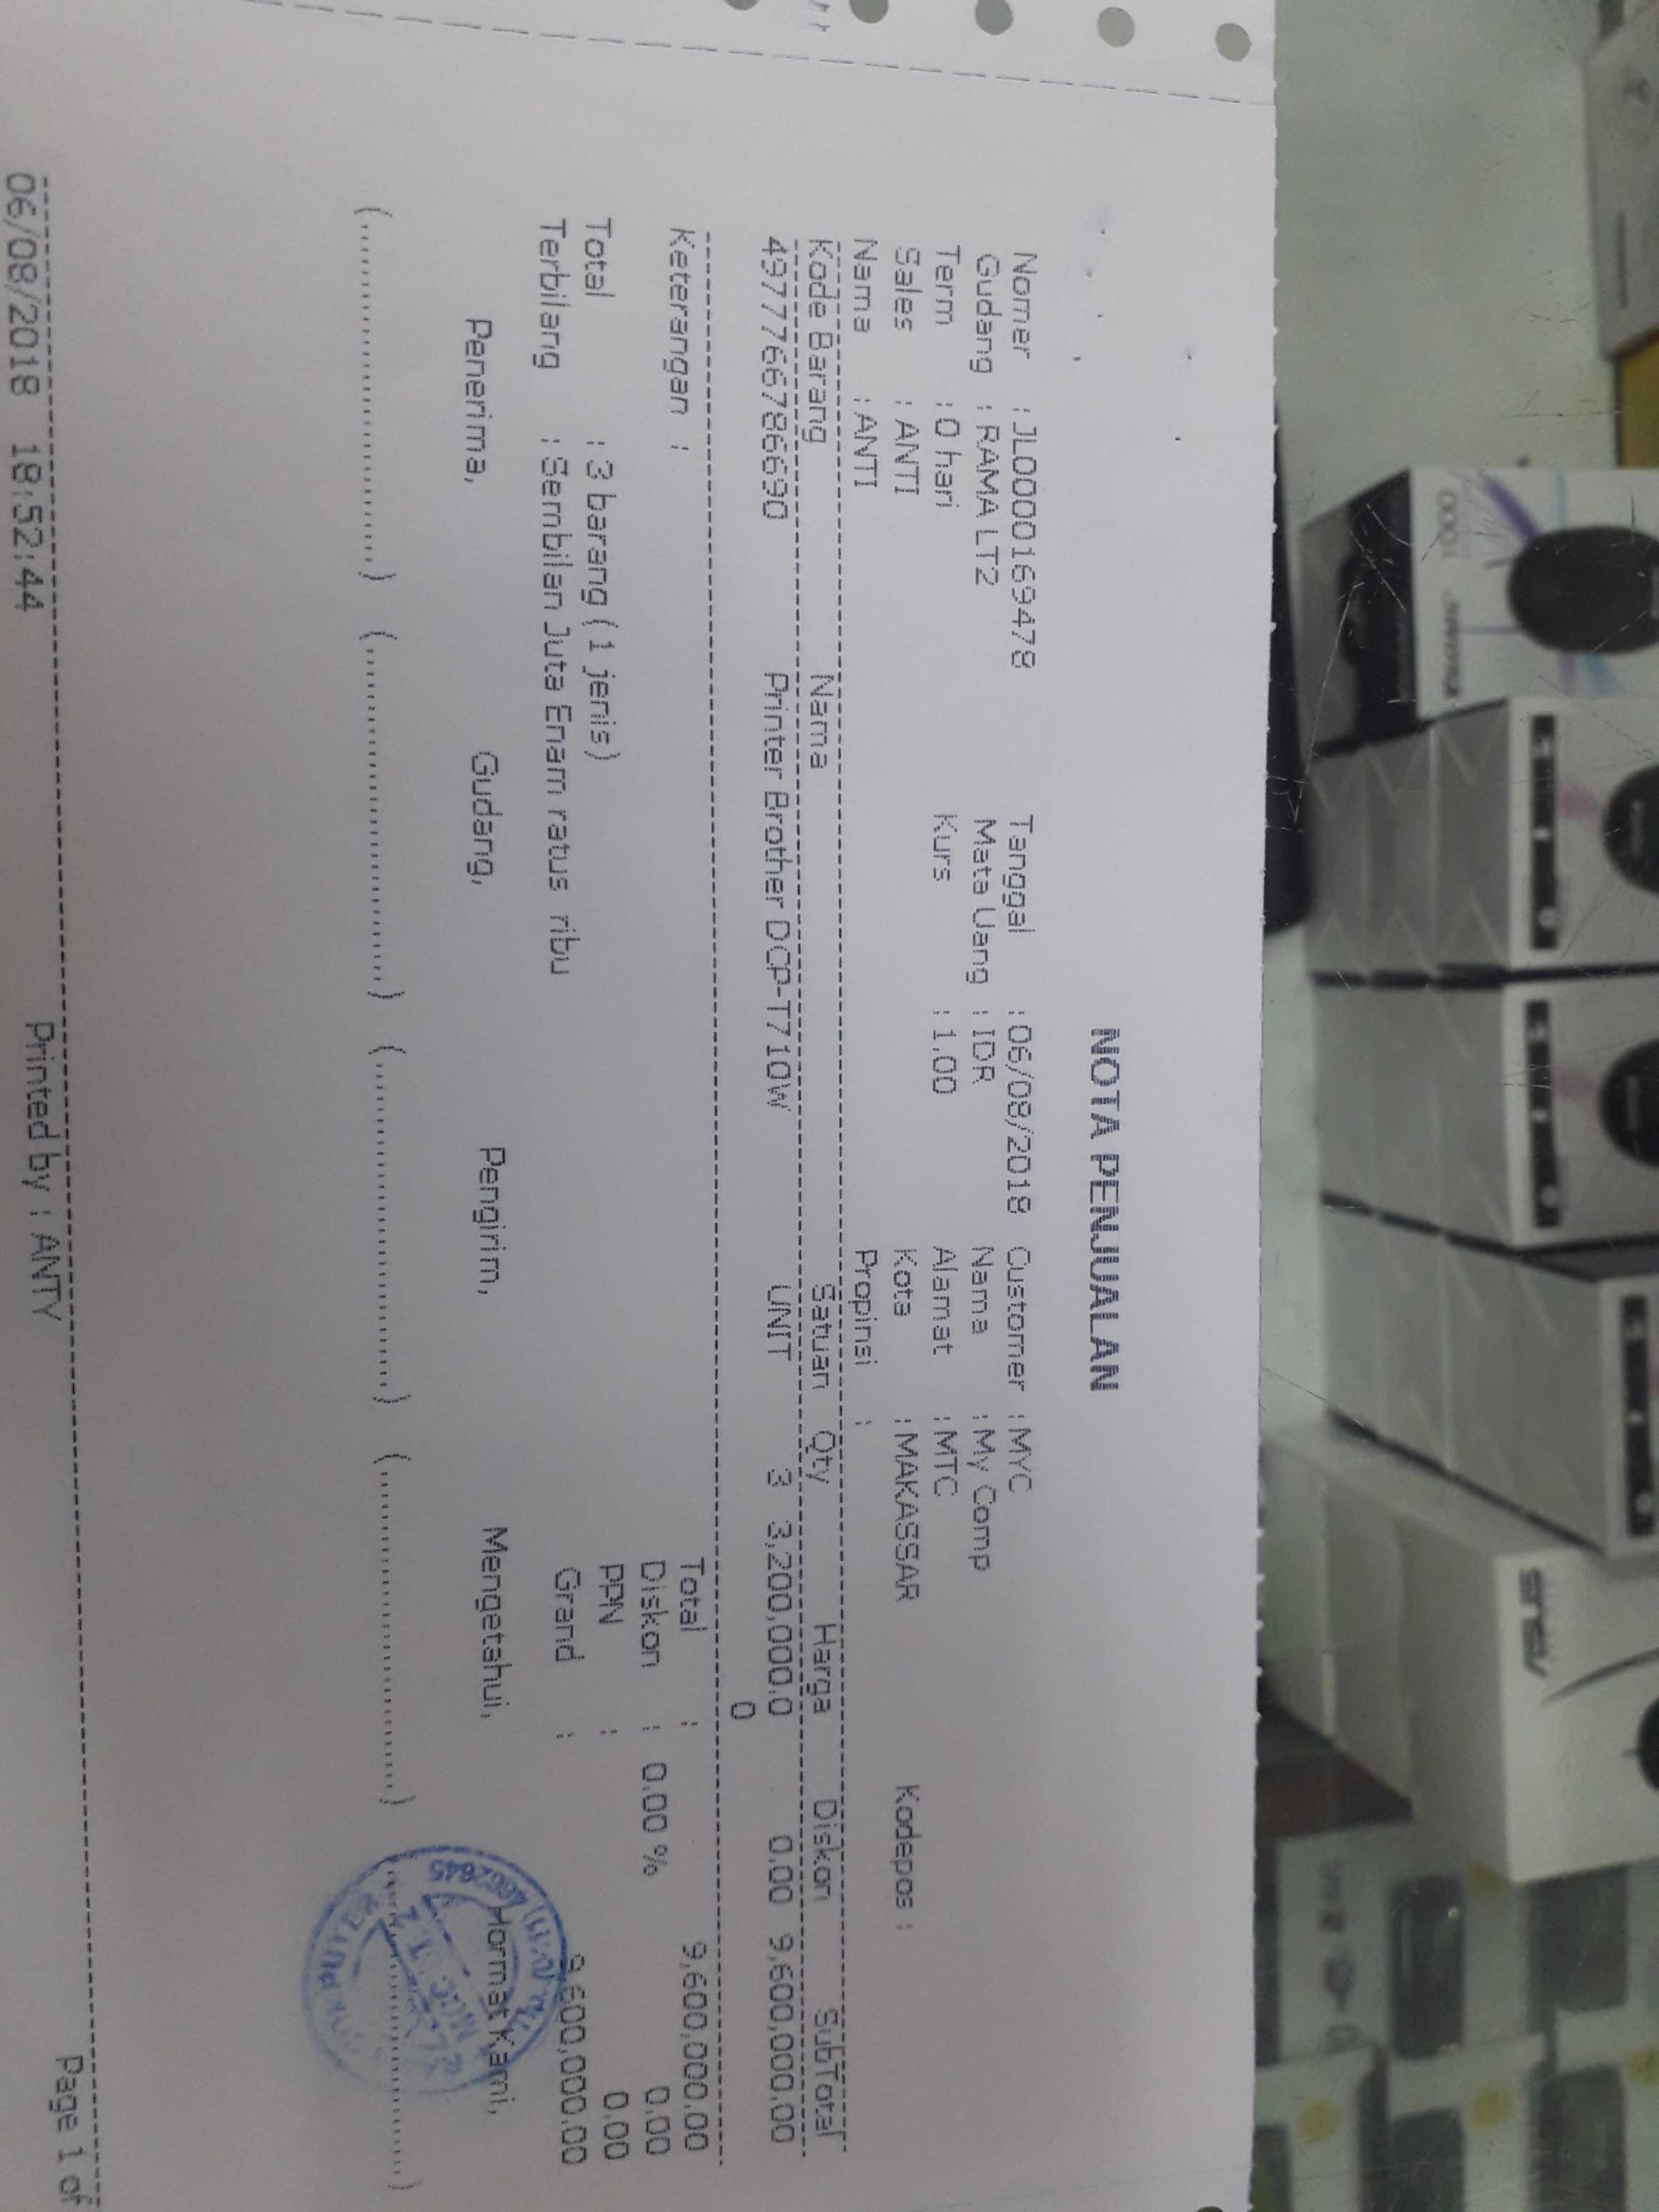 NOTA PENJUALAN
Nomer : JL0000169478 Tanggal : 06/08/2018 Customer : MYC
Gudang : RAMA LT2 Mata Uang : IDR Nama : My Comp
Term : 0 hari Kurs : 1.00 Alamat : MTC
Sales : ANTI Kota : MAKASSAR Kodepos :
Nama : ANTI Propinsi :
Kode Barang Nama Satuan Qty Harga Diskon SubTotal
4977766786690 Printer Brother DCP-T710W UNIT 3 3,200,000.0 0.00 9,600,000.00
0
Keterangan : Total : 9,600,000.00
Diskon : 0.00 % 0.00
Total : 3 barang ( 1 jenis ) PPN : 0.00
Terbilang : Sembilan Juta Enam ratus ribu Grand : 9,600,000.00
Penerima, Gudang, Pengirim, Mengetahui, Hormat Kami,
4662845
PUTER
06/08/2018 18:52:44 Printed by : ANTY Page 1 of
ASUS